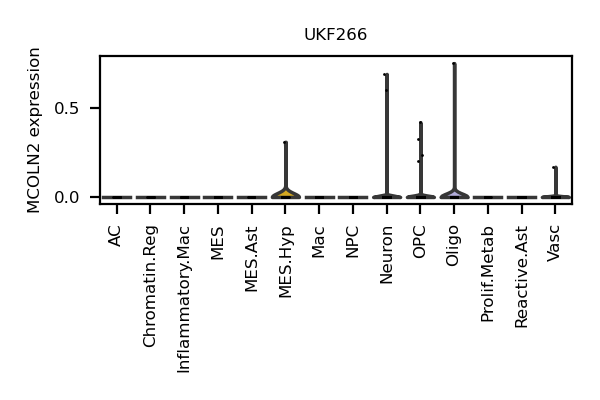 UKF266
MCOLN2 expression
0.5
0.0
AC
Chromatin.Reg
Inflammatory.Mac
MES
MES.Ast
MES.Hyp
Mac
NPC
Neuron
OPC
Oligo
Prolif.Metab
Reactive.Ast
Vasc